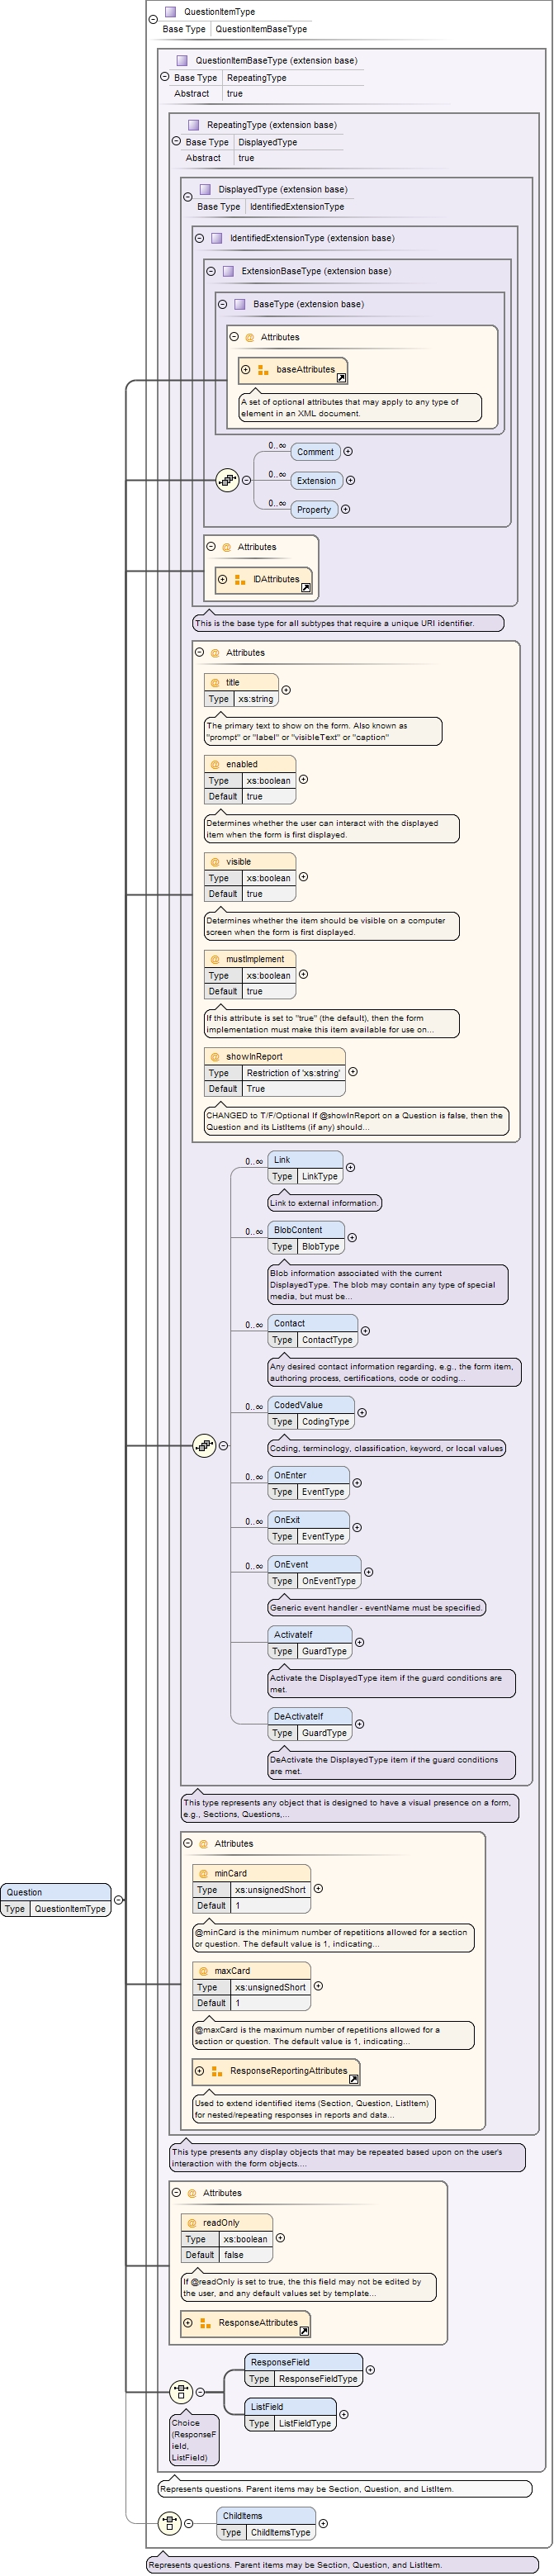 QuestionItemType
Base Type QuestionItemBaseType
QuestionItemBaseType (extension base)
Base Type RepeatingType
Abstract true
RepeatingType (extension base)
Base Type DisplayedType
Abstract true
DisplayedType (extension base)
Base Type IdentifiedExtensionType
IdentifiedExtensionType (extension base)
ExtensionBaseType (extension base)
BaseType (extension base)
@ Attributes
baseAttributes
A set of optional attributes that may apply to any type of
element in an XML document.
0..∞ Comment
0..∞ Extension
0..∞ Property
@ Attributes
IDAttributes
This is the base type for all subtypes that require a unique URI identifier.
@ Attributes
@ title
Type xs:string
The primary text to show on the form. Also known as
"prompt" or "label" or "visibleText" or "caption"
@ enabled
Type xs:boolean
Default true
Determines whether the user can interact with the displayed
item when the form is first displayed.
@ visible
Type xs:boolean
Default true
Determines whether the item should be visible on a computer
screen when the form is first displayed.
@ mustImplement
Type xs:boolean
Default true
If this attribute is set to "true" (the default), then the form
implementation must make this item available for use on...
@ showInReport
Type Restriction of 'xs:string'
Default True
CHANGED to T/F/Optional If @showInReport on a Question is false, then the
Question and its ListItems (if any) should...
0..∞ Link
Type LinkType
Link to external information.
0..∞ BlobContent
Type BlobType
Blob information associated with the current
DisplayedType. The blob may contain any type of special
media, but must be...
0..∞ Contact
Type ContactType
Any desired contact information regarding, e.g., the form item,
authoring process, certifications, code or coding...
0..∞ CodedValue
Type CodingType
Coding, terminology, classification, keyword, or local values
0..∞ OnEnter
Type EventType
0..∞ OnExit
Type EventType
0..∞ OnEvent
Type OnEventType
Generic event handler - eventName must be specified.
ActivateIf
Type GuardType
Activate the DisplayedType item if the guard conditions are
met.
DeActivateIf
Type GuardType
DeActivate the DisplayedType item if the guard conditions
are met.
This type represents any object that is designed to have a visual presence on a form,
e.g., Sections, Questions,...
@ Attributes
@ minCard
Type xs:unsignedShort
Default 1
@minCard is the minimum number of repetitions allowed for a section
or question. The default value is 1, indicating...
@ maxCard
Type xs:unsignedShort
Default 1
@maxCard is the maximum number of repetitions allowed for a
section or question. The default value is 1, indicating...
ResponseReportingAttributes
Used to extend identified items (Section, Question, ListItem)
for nested/repeating responses in reports and data...
This type presents any display objects that may be repeated based upon on the user's
interaction with the form objects....
Question
Type QuestionItemType
@ Attributes
@ readOnly
Type xs:boolean
Default false
If @readOnly is set to true, the this field may not be edited by
the user, and any default values set by template...
ResponseAttributes
ResponseField
Type ResponseFieldType
ListField
Type ListFieldType
Choice
(ResponseF
ield,
ListField)
Represents questions. Parent items may be Section, Question, and ListItem.
ChildItems
Type ChildItemsType
Represents questions. Parent items may be Section, Question, and ListItem.